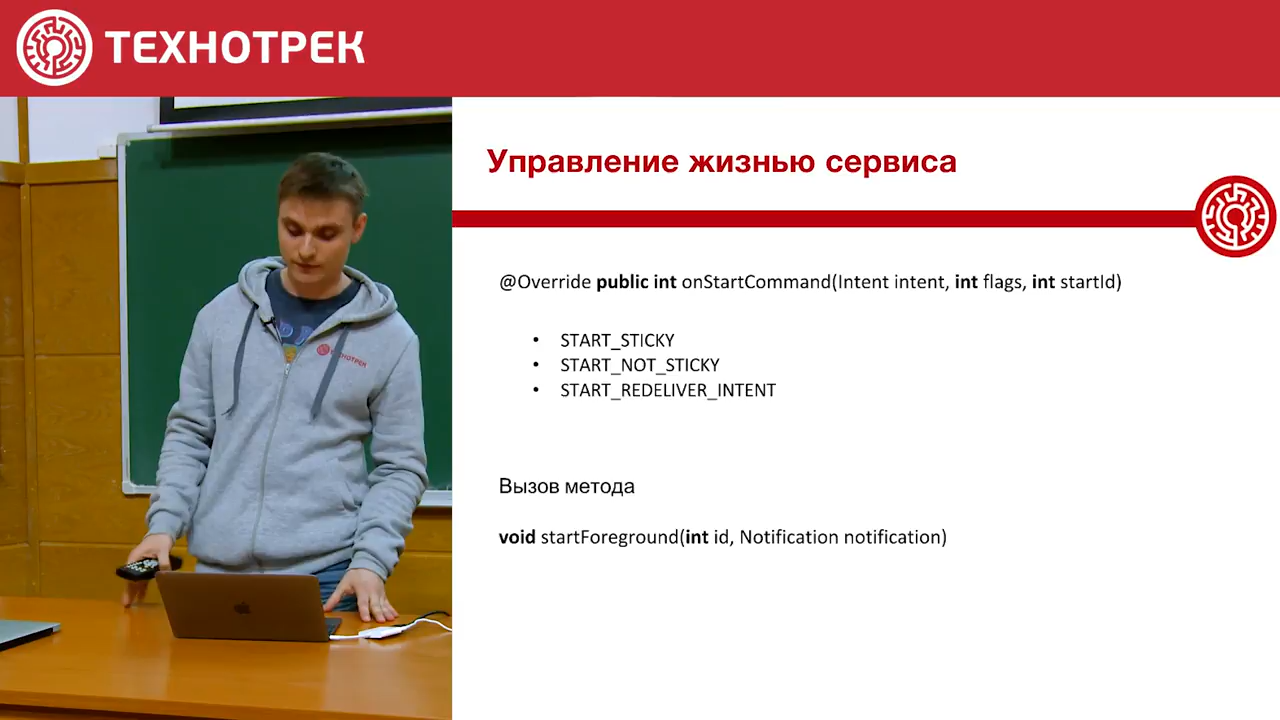 ТЕХНОТРЕК
Управление жизнью сервиса
@Override public int onStartCommand(Intent intent, int flags, int startId)
• START_STICKY
• START_NOT_STICKY
• START_REDELIVER_INTENT
Вызов метода
void startForeground(int id, Notification notification)
ТЕХНОТРЕК